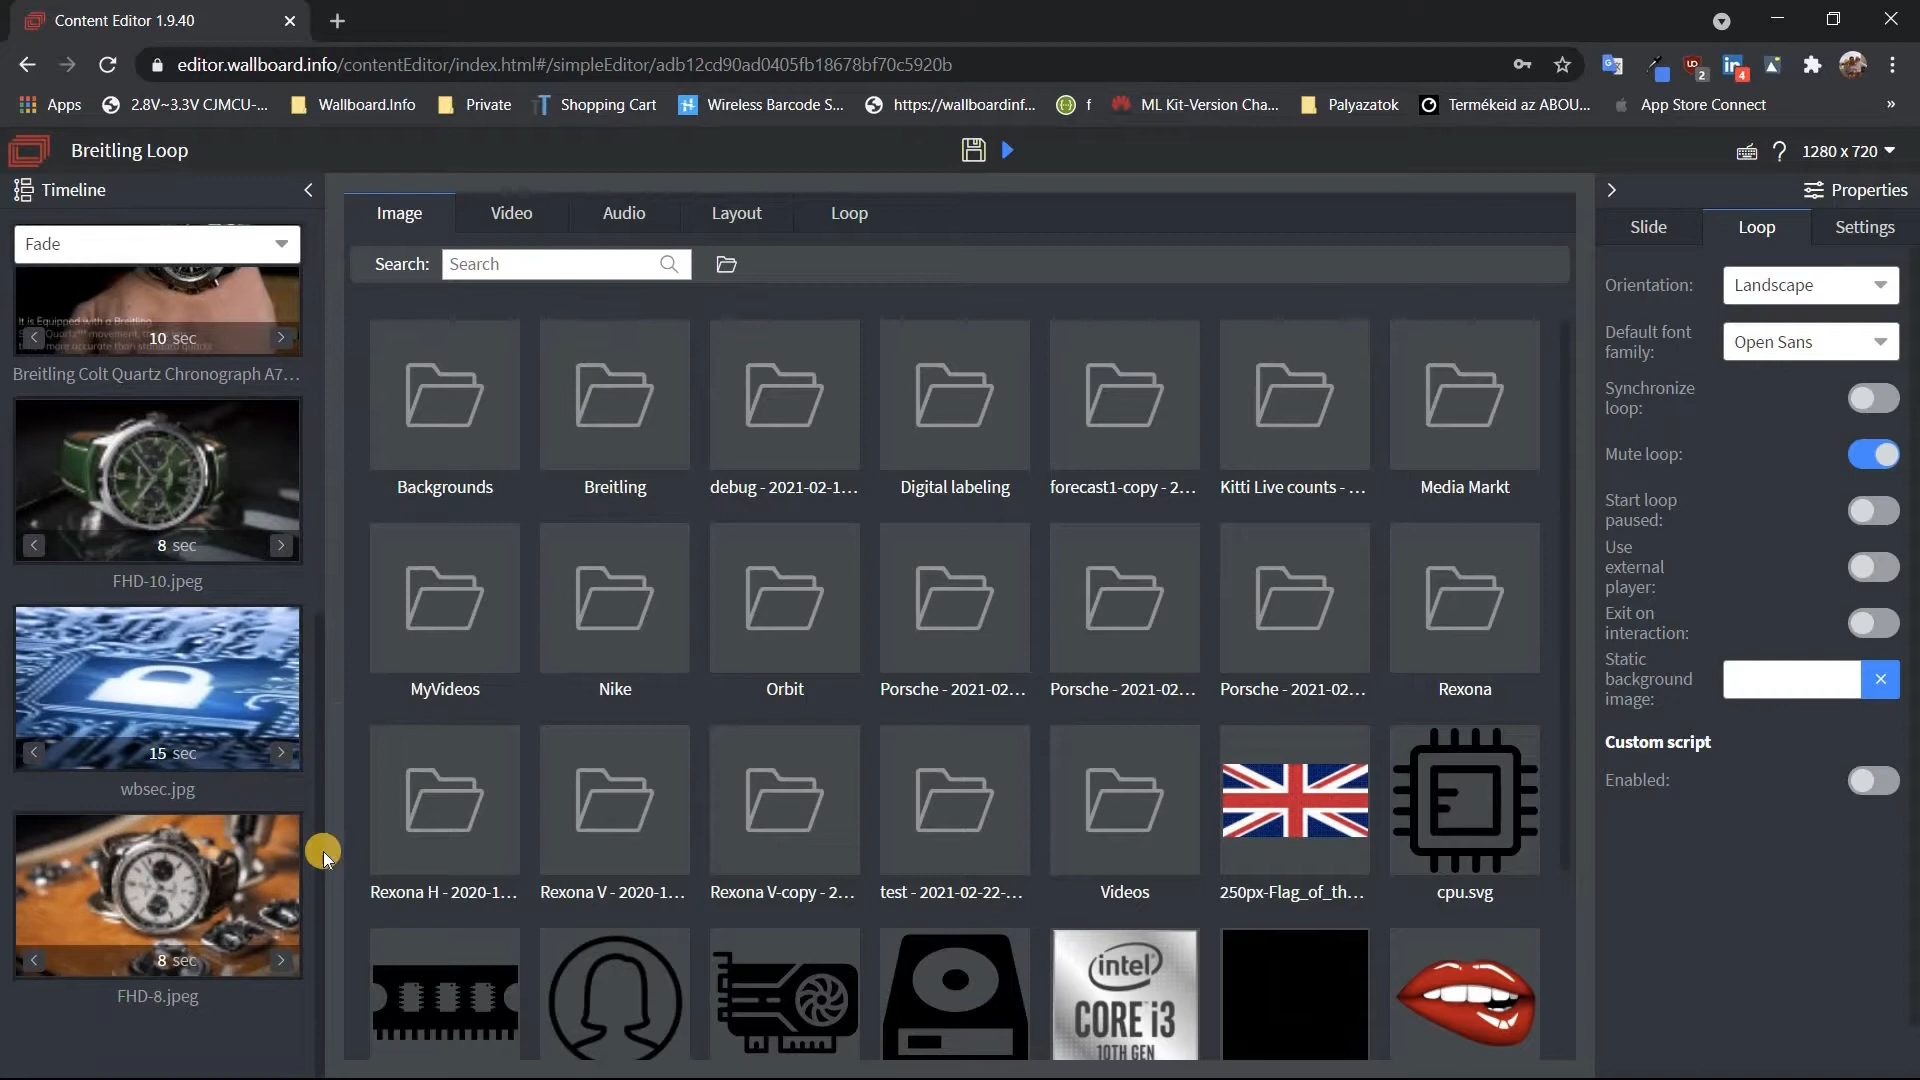 Content Editor 1.9.40
editor.wallboard.info/contentEditor/index.html#/simpleEditor/adb12cd90ad0405fb18678bf70c5920b
2
4
Apps
2.8V~3.3V CJMCU-...
Wallboard.Info
Private
Shopping Cart
Wireless Barcode S...
https://wallboardinf...
f
ML Kit-Version Cha...
Palyazatok
Termékeid az ABOU...
App Store Connect
»
Breitling Loop
1280 x 720
Timeline
Fade
It is Equipped with a Breitling
10 sec
Breitling Colt Quartz Chronograph A7...
8 sec
FHD-10.jpeg
15 sec
wbsec.jpg
8 sec
FHD-8.jpeg
Image
Video
Audio
Layout
Loop
Search:
Search
Backgrounds
Breitling
debug - 2021-02-1...
Digital labeling
forecast1-copy - 2...
Kitti Live counts - ...
Media Markt
MyVideos
Nike
Orbit
Porsche - 2021-02...
Porsche - 2021-02...
Porsche - 2021-02...
Rexona
Rexona H - 2020-1...
Rexona V - 2020-1...
Rexona V-copy - 2...
test - 2021-02-22-...
Videos
250px-Flag_of_th...
cpu.svg
intel
CORE i3
10TH GEN
Properties
Slide
Loop
Settings
Orientation:
Landscape
Default font
family:
Open Sans
Synchronize
loop:
Mute loop:
Start loop
paused:
Use
external
player:
Exit on
interaction:
Static
background
image:
Custom script
Enabled: